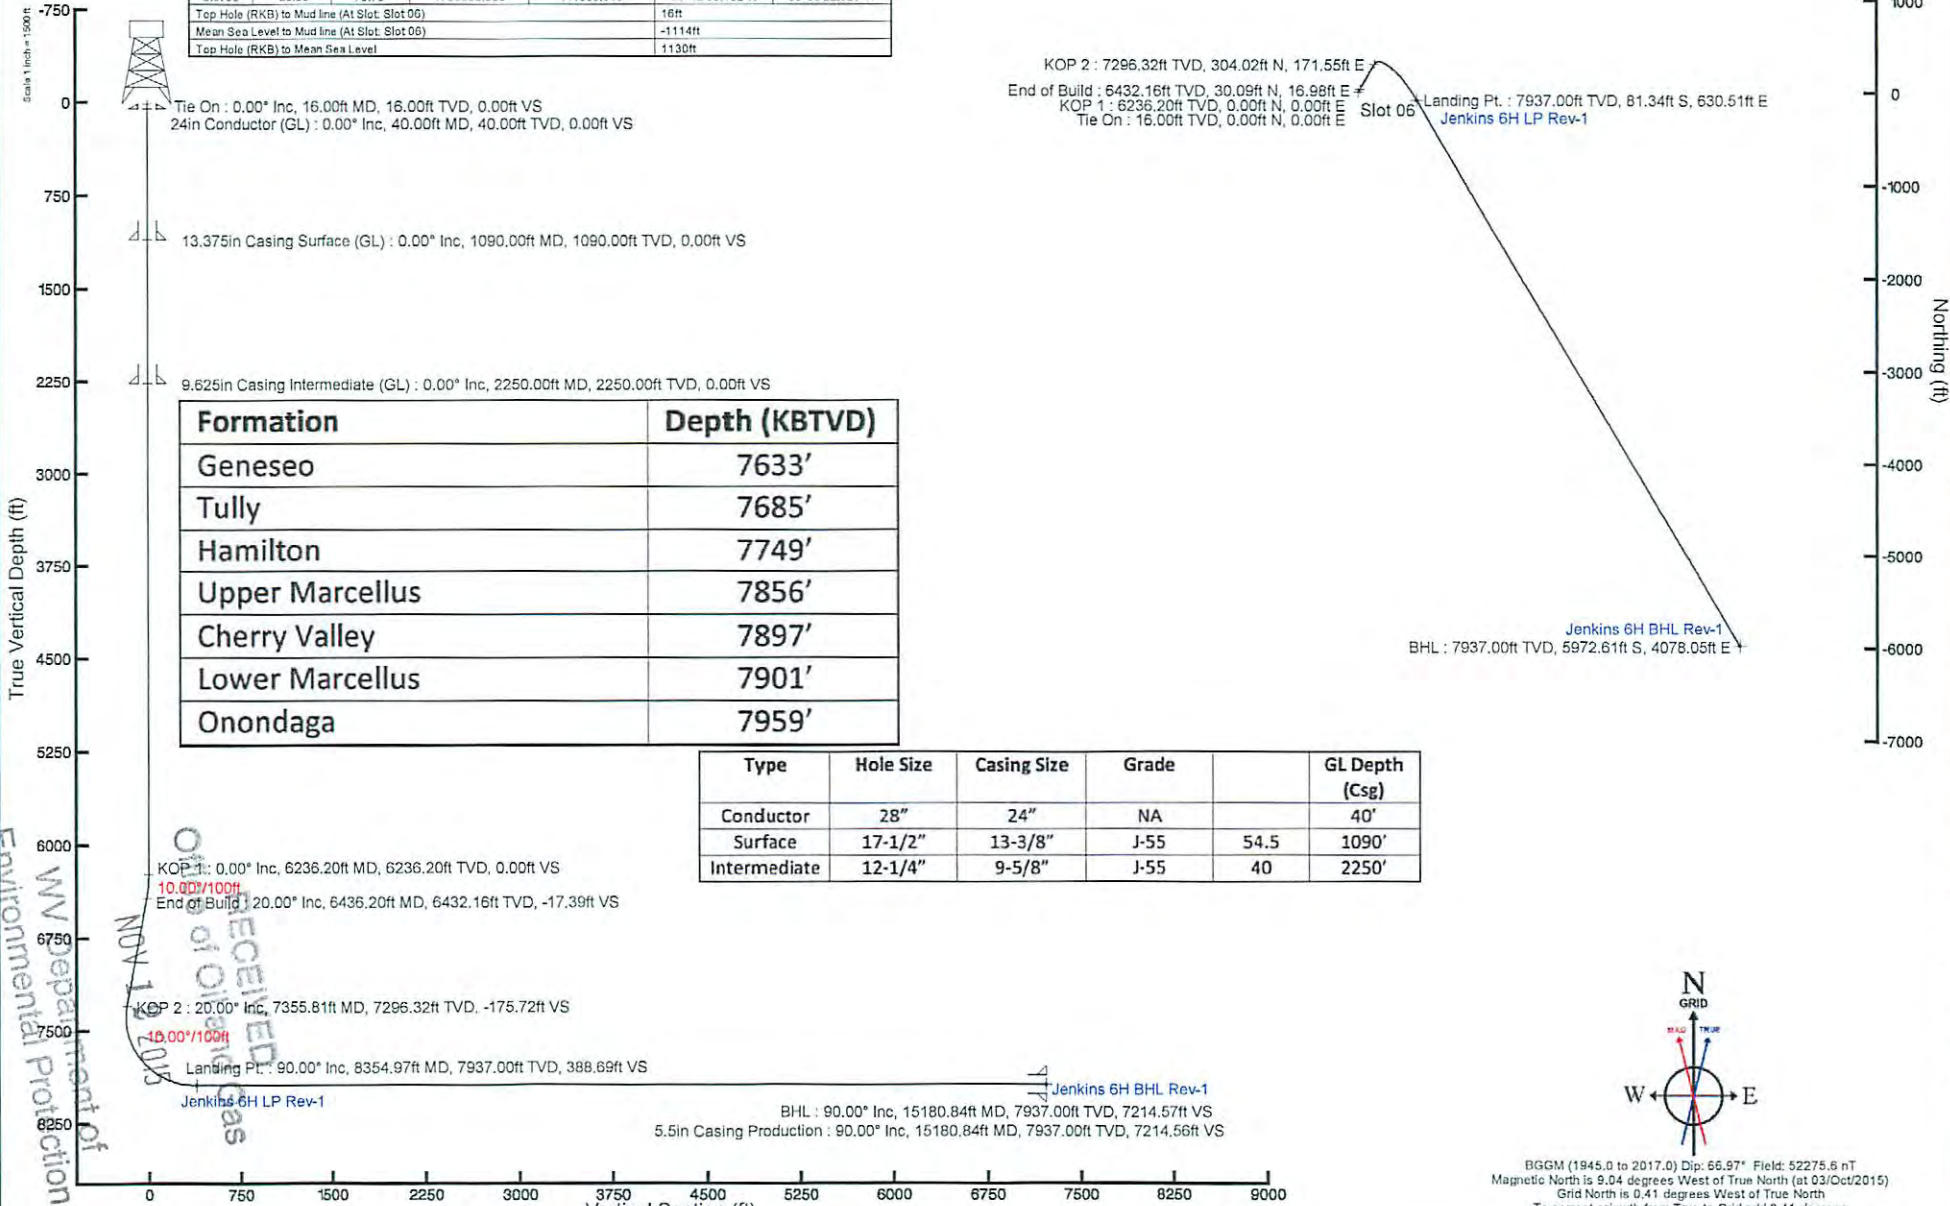 Top Hole (RKB) to Mud line (At Slot: Slot 06) 16ft
Mean Sea Level to Mud line (At Slot: Slot 06) -1114ft
Top Hole (RKB) to Mean Sea Level 1130ft
Scale 1 inch = 1500 ft
True Vertical Depth (ft)
-750
0
750
1500
2250
3000
3750
4500
5250
6000
6750
7500
8250
Tie On : 0.00° Inc, 16.00ft MD, 16.00ft TVD, 0.00ft VS
24in Conductor (GL) : 0.00° Inc, 40.00ft MD, 40.00ft TVD, 0.00ft VS
13.375in Casing Surface (GL) : 0.00° Inc, 1090.00ft MD, 1090.00ft TVD, 0.00ft VS
9.625in Casing Intermediate (GL) : 0.00° Inc, 2250.00ft MD, 2250.00ft TVD, 0.00ft VS
Formation Depth (KBTVD)
Geneseo 7633'
Tully 7685'
Hamilton 7749'
Upper Marcellus 7856'
Cherry Valley 7897'
Lower Marcellus 7901'
Onondaga 7959'
Type Hole Size Casing Size Grade GL Depth
(Csg)
Conductor 28" 24" NA 40'
Surface 17-1/2" 13-3/8" J-55 54.5 1090'
Intermediate 12-1/4" 9-5/8" J-55 40 2250'
KOP 1 : 0.00° Inc, 6236.20ft MD, 6236.20ft TVD, 0.00ft VS
10.00°/100ft
End of Build : 20.00° Inc, 6436.20ft MD, 6432.16ft TVD, -17.39ft VS
KOP 2 : 20.00° Inc, 7355.81ft MD, 7296.32ft TVD, -175.72ft VS
10.00°/100ft
Landing Pt. : 90.00° Inc, 8354.97ft MD, 7937.00ft TVD, 388.69ft VS
Jenkins 6H LP Rev-1
Jenkins 6H BHL Rev-1
BHL : 90.00° Inc, 15180.84ft MD, 7937.00ft TVD, 7214.57ft VS
5.5in Casing Production : 90.00° Inc, 15180.84ft MD, 7937.00ft TVD, 7214.56ft VS
RECEIVED
Office of Oil and Gas
NOV 2015
WV Department of
Environmental Protection
0 750 1500 2250 3000 3750 4500 5250 6000 6750 7500 8250 9000
KOP 2 : 7296.32ft TVD, 304.02ft N, 171.55ft E
End of Build : 6432.16ft TVD, 30.09ft N, 16.98ft E
KOP 1 : 6236.20ft TVD, 0.00ft N, 0.00ft E
Tie On : 16.00ft TVD, 0.00ft N, 0.00ft E
Slot 06
Landing Pt. : 7937.00ft TVD, 81.34ft S, 630.51ft E
Jenkins 6H LP Rev-1
Jenkins 6H BHL Rev-1
BHL : 7937.00ft TVD, 5972.61ft S, 4078.05ft E
1000
0
-1000
-2000
-3000
-4000
-5000
-6000
-7000
Northing (ft)
N
GRID
MAG TRUE
W E
BGGM (1945.0 to 2017.0) Dip: 66.97° Field: 52275.6 nT
Magnetic North is 9.04 degrees West of True North (at 03/Oct/2015)
Grid North is 0.41 degrees West of True North